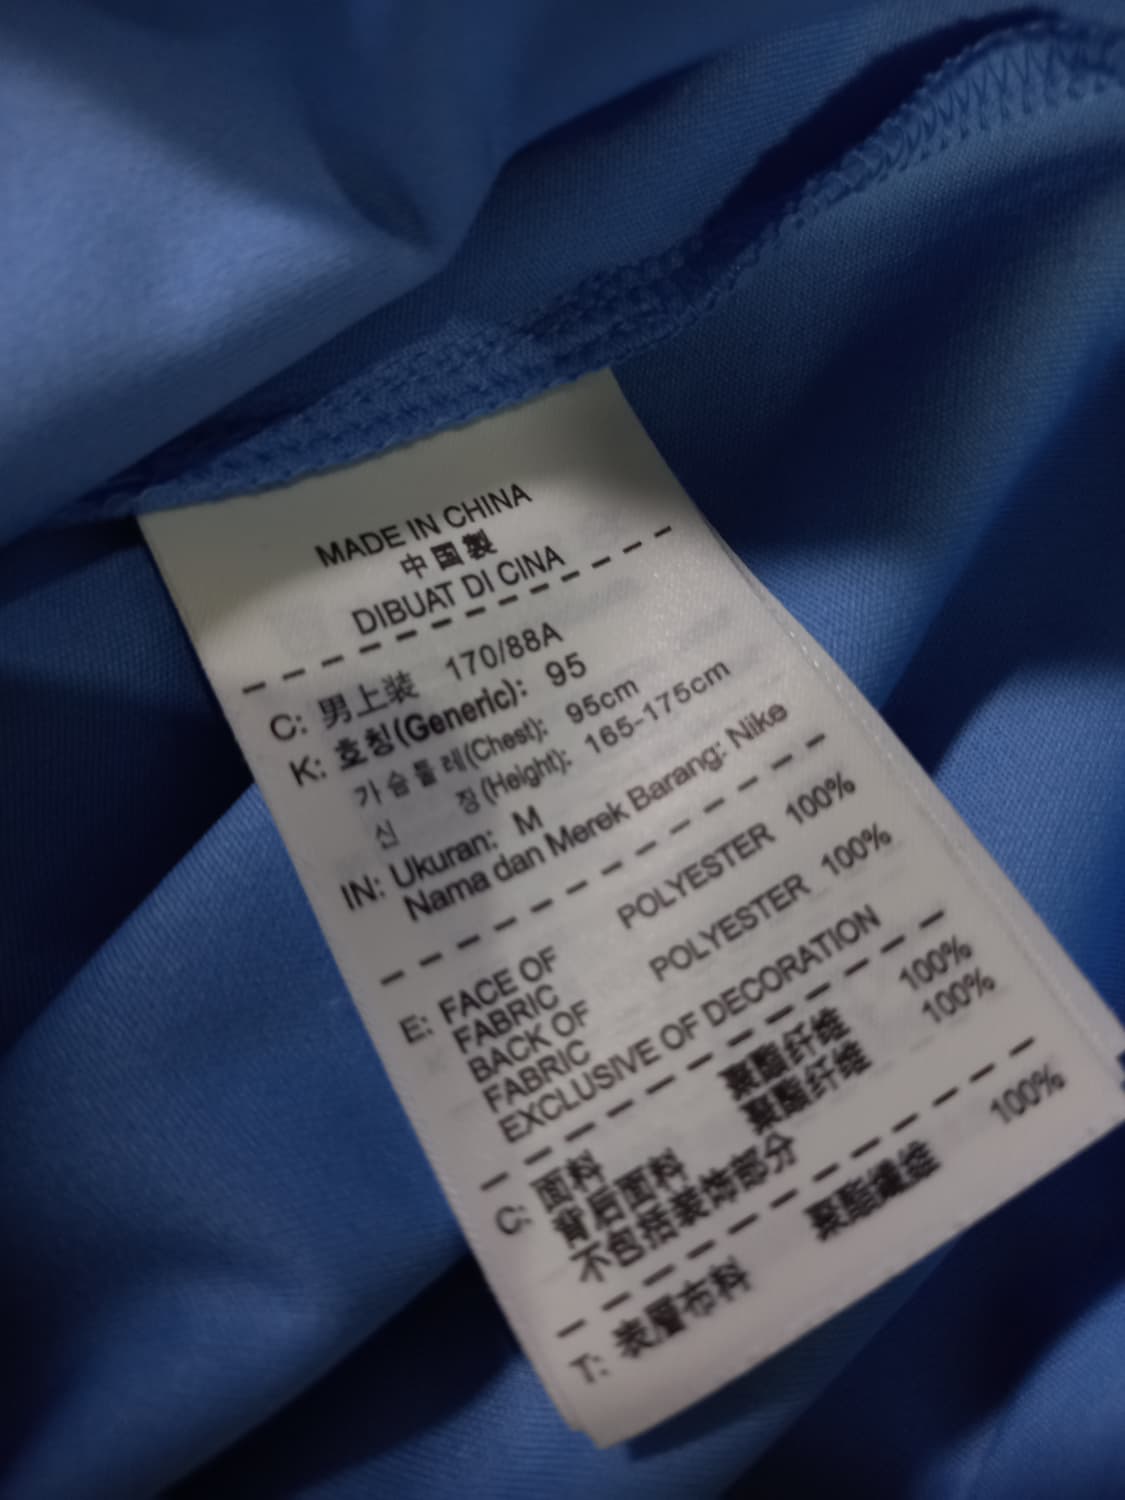 MADE IN CHINA
中国製
DIBUAT DI CINA
C: 男上装 170/88A
K: 호칭(Generic): 95
가슴둘레(Chest): 95cm
신 장(Height): 165-175cm
IN: Ukuran: M
Nama dan Merek Barang: Nike
E: FACE OF FABRIC POLYESTER 100%
BACK OF FABRIC POLYESTER 100%
EXCLUSIVE OF DECORATION
C: 面料 聚酯纤维 100%
背后面料 聚酯纤维 100%
不包括装饰部分
T: 表層布料 聚酯纖維 100%